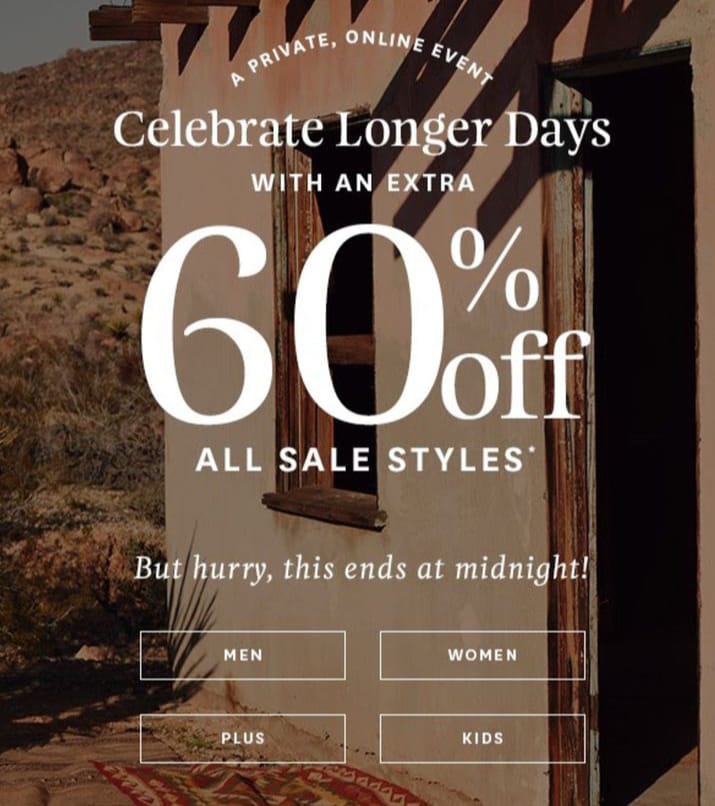 A PRIVATE, ONLINE EVENT
Celebrate Longer Days
WITH AN EXTRA
60% off
ALL SALE STYLES*
But hurry, this ends at midnight!
MEN WOMEN
PLUS KIDS